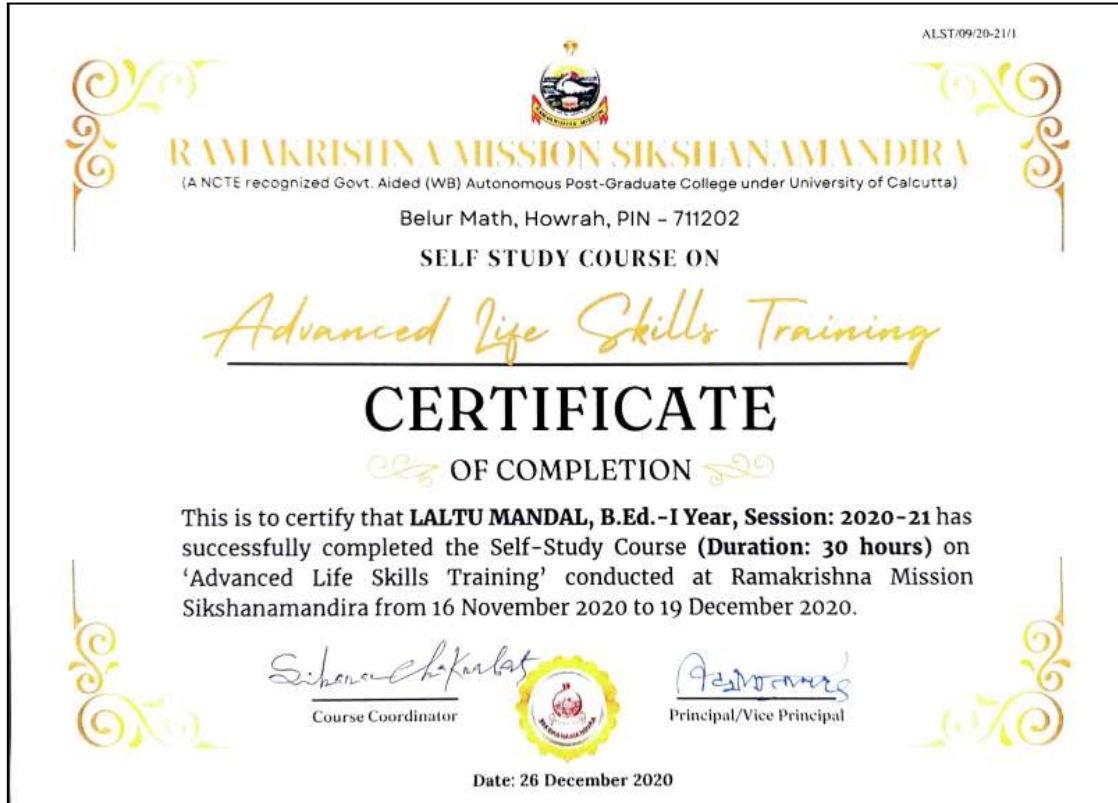 ALST/09/20-21/1
RAMAKRISHNA MISSION
RAMAKRISHNA MISSION SIKSHANAMANDIRA
(A NCTE recognized Govt. Aided (WB) Autonomous Post-Graduate College under University of Calcutta)
Belur Math, Howrah, PIN – 711202
SELF STUDY COURSE ON
Advanced Life Skills Training
CERTIFICATE
OF COMPLETION
This is to certify that LALTU MANDAL, B.Ed.-I Year, Session: 2020-21 has
successfully completed the Self-Study Course (Duration: 30 hours) on
‘Advanced Life Skills Training’ conducted at Ramakrishna Mission
Sikshanamandira from 16 November 2020 to 19 December 2020.
Course Coordinator
SIKSHANAMANDIRA
Principal/Vice Principal
Date: 26 December 2020